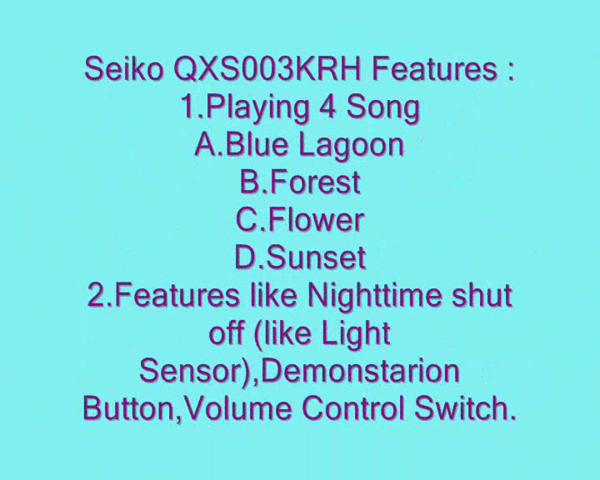 Seiko QXS003KRH Features :
1.Playing 4 Song
A.Blue Lagoon
B.Forest
C.Flower
D.Sunset
2.Features like Nighttime shut
off (like Light
Sensor),Demonstarion
Button,Volume Control Switch.